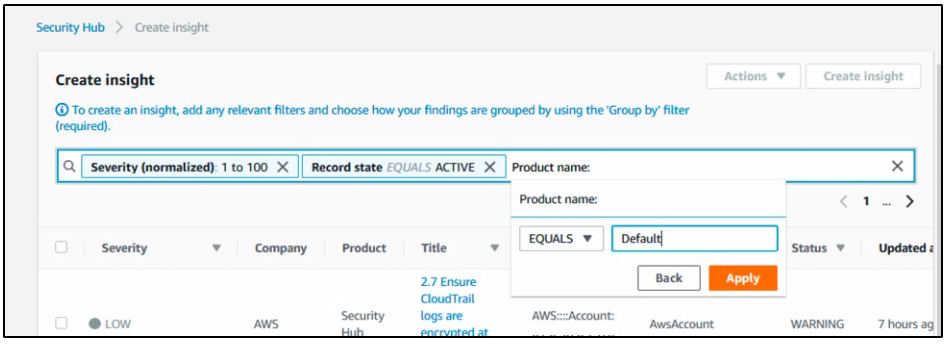 Security Hub > Create insight
Create insight
Actions
Create insight
To create an insight, add any relevant filters and choose how your findings are grouped by using the 'Group by' filter
(required).
Severity (normalized): 1 to 100
Record state EQUALS ACTIVE
Product name:
Product name:
1 ...
EQUALS
Default
Back
Apply
Severity
Company
Product
Title
Status
Updated a
LOW
AWS
Security
Hub
2.7 Ensure
CloudTrail
logs are
encrypted at
AWS::::Account:
AwsAccount
WARNING
7 hours ag